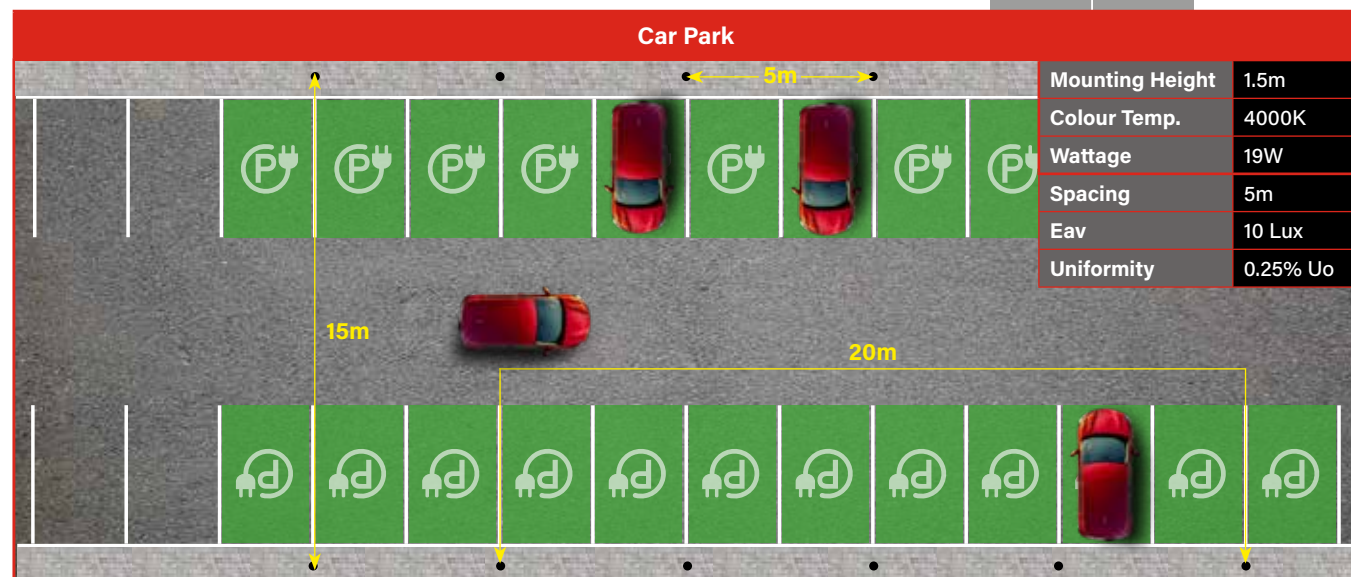 Car Park
5m
Mounting Height 1.5m
Colour Temp. 4000K
Wattage 19W
Spacing 5m
Eav 10 Lux
Uniformity 0.25% Uo
P P P P P P P
15m
20m
P P P P P P P P P P P